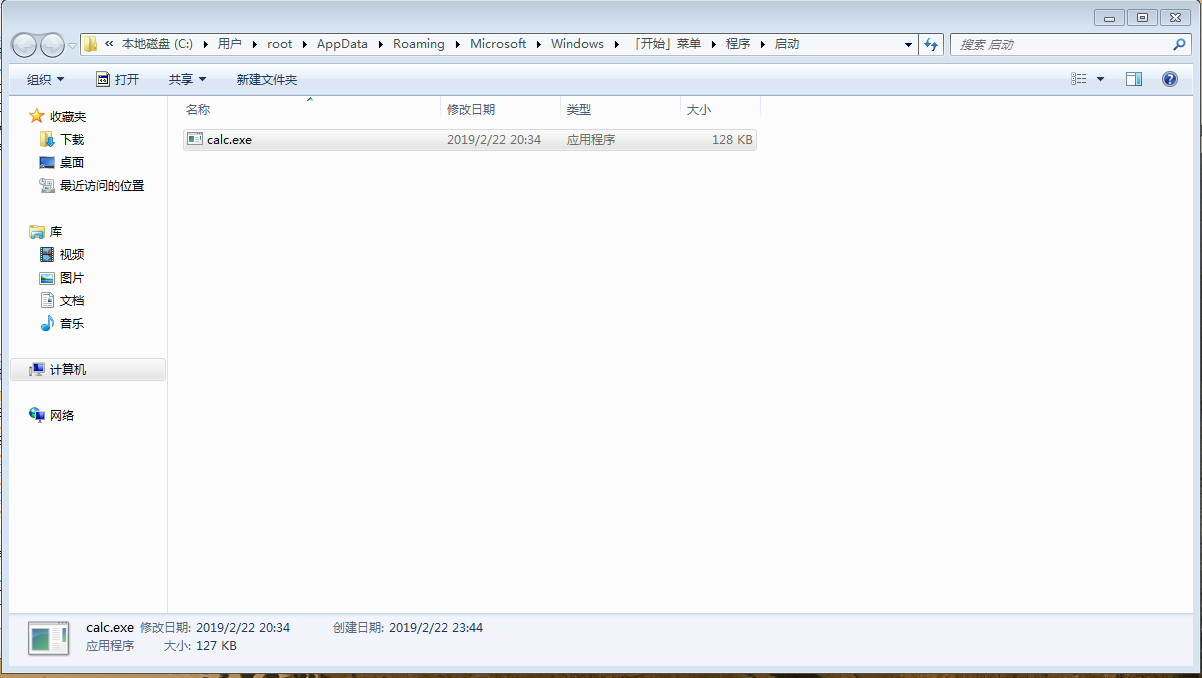 « 本地磁盘 (C:) 用户 root AppData Roaming Microsoft Windows 「开始」菜单 程序 启动 搜索 启动
组织 打开 共享 新建文件夹
名称 修改日期 类型 大小
calc.exe 2019/2/22 20:34 应用程序 128 KB
收藏夹
下载
桌面
最近访问的位置
库
视频
图片
文档
音乐
计算机
网络
calc.exe 修改日期: 2019/2/22 20:34 创建日期: 2019/2/22 23:44
应用程序 大小: 127 KB